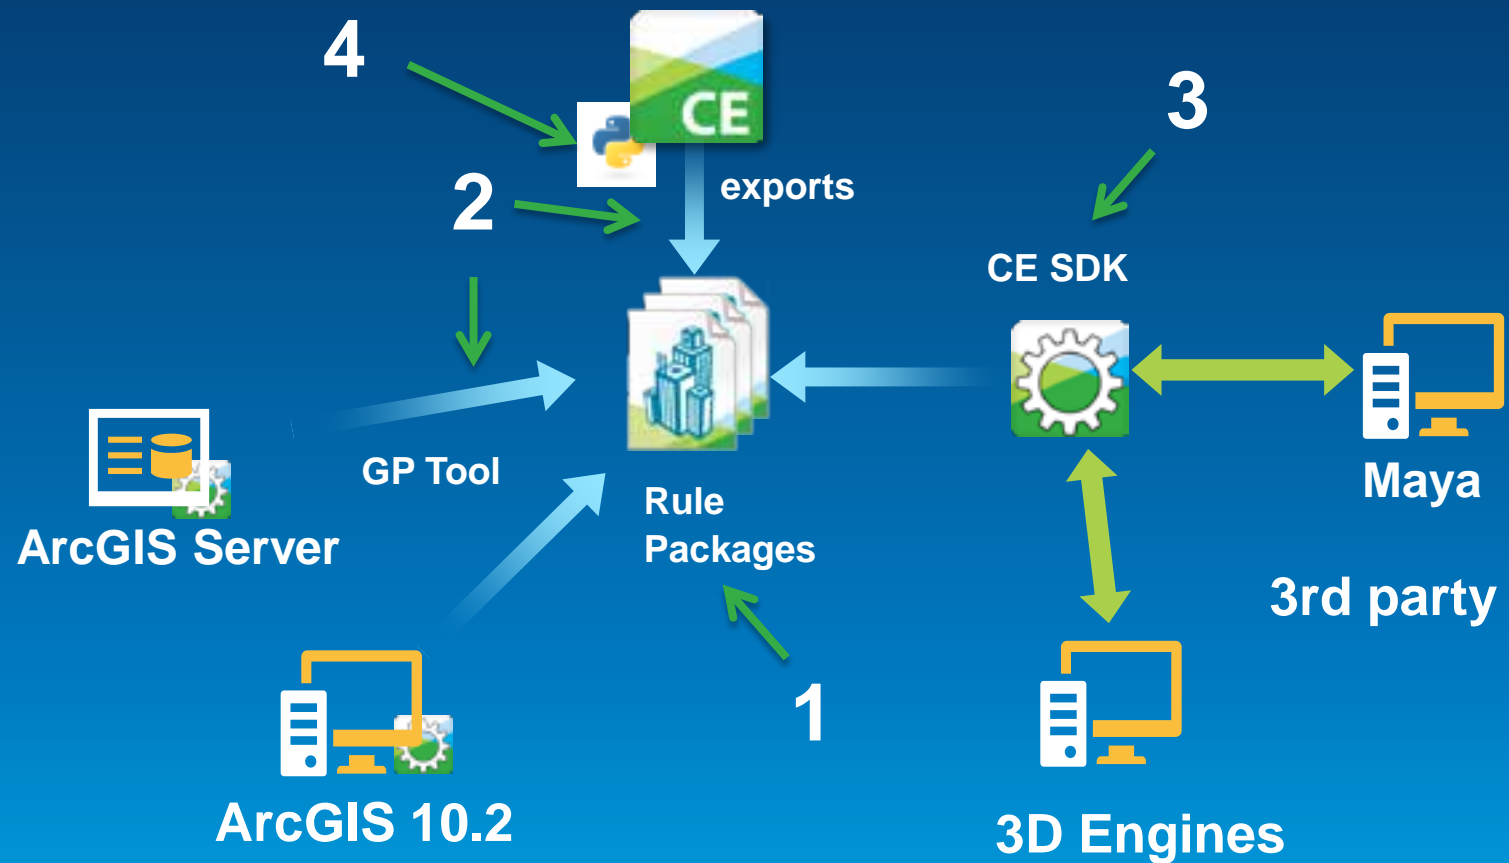 4
CE
3
2
exports
CE SDK
GP Tool
Rule
Packages
Maya
ArcGIS Server
3rd party
1
ArcGIS 10.2
3D Engines